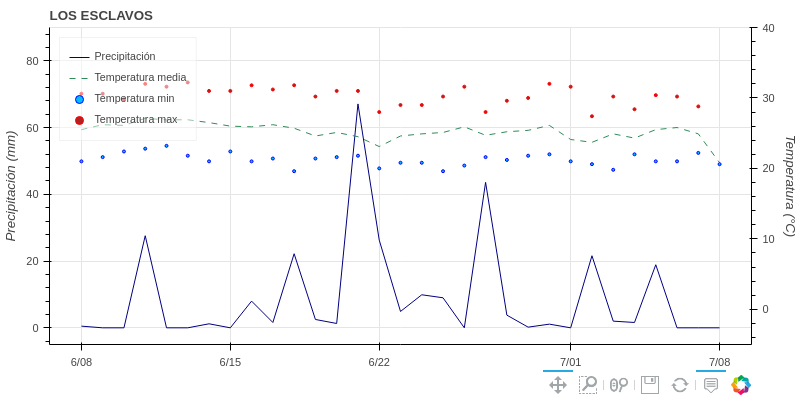 LOS ESCLAVOS
Precipitación
Temperatura media
Temperatura min
Temperatura max
Precipitación (mm)
80
60
40
20
0
Temperatura (°C)
40
30
20
10
0
6/08 6/15 6/22 7/01 7/08